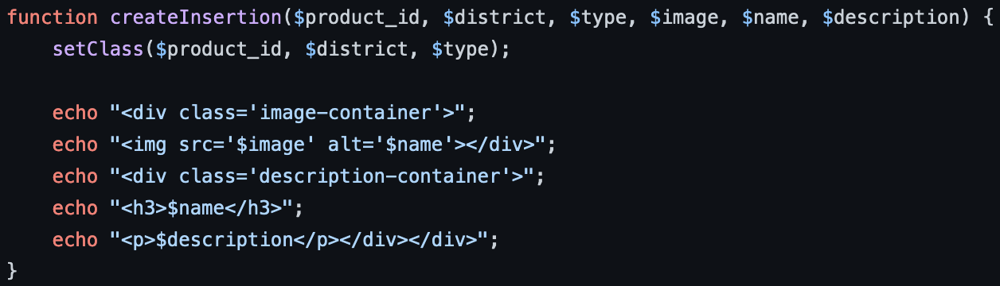 function createInsertion($product_id, $district, $type, $image, $name, $description) {
    setClass($product_id, $district, $type);

    echo "<div class='image-container'>";
    echo "<img src='$image' alt='$name'></div>";
    echo "<div class='description-container'>";
    echo "<h3>$name</h3>";
    echo "<p>$description</p></div></div>";
}